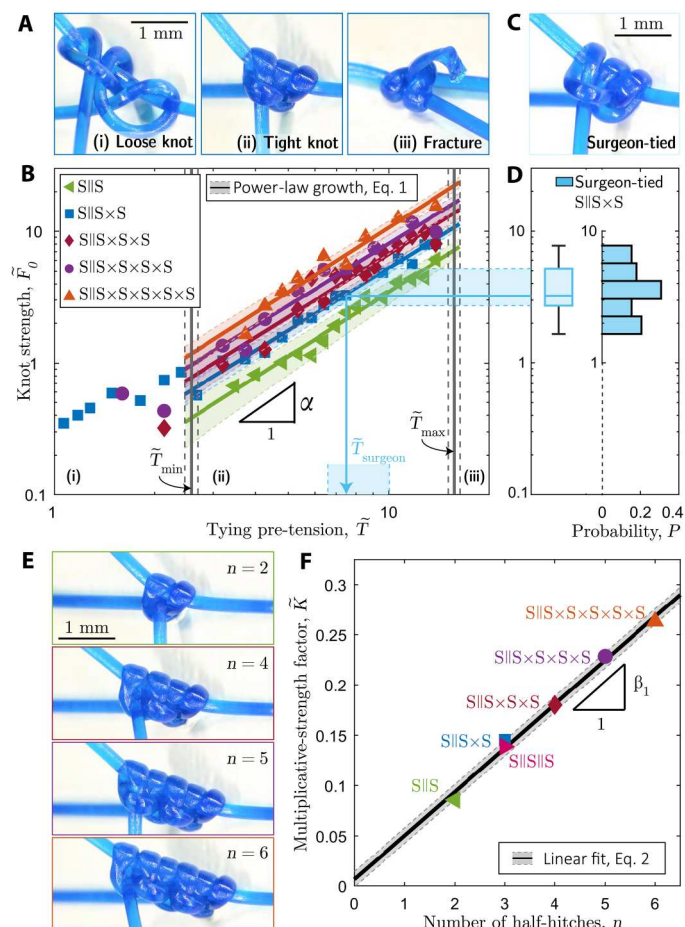 A
1 mm
(i) Loose knot
(ii) Tight knot
(iii) Fracture
C
1 mm
Surgeon-tied
B
Knot strength, F̃₀
10
1
0.1
S||S
S||S×S
S||S×S×S
S||S×S×S×S
S||S×S×S×S×S
Power-law growth, Eq. 1
α
1
T̃min
T̃surgeon
T̃max
(i)
(ii)
(iii)
1
10
Tying pre-tension, T̃
D
Surgeon-tied
S||S×S
10
1
1
0.1
0
0.2
0.4
Probability, P
E
n = 2
1 mm
n = 4
n = 5
n = 6
F
Multiplicative-strength factor, K̃
0.3
0.25
0.2
0.15
0.1
0.05
0
S||S×S×S×S×S
S||S×S×S×S
S||S×S×S
S||S×S
S||S||S
S||S
β₁
1
Linear fit, Eq. 2
0 1 2 3 4 5 6
Number of half-hitches, n